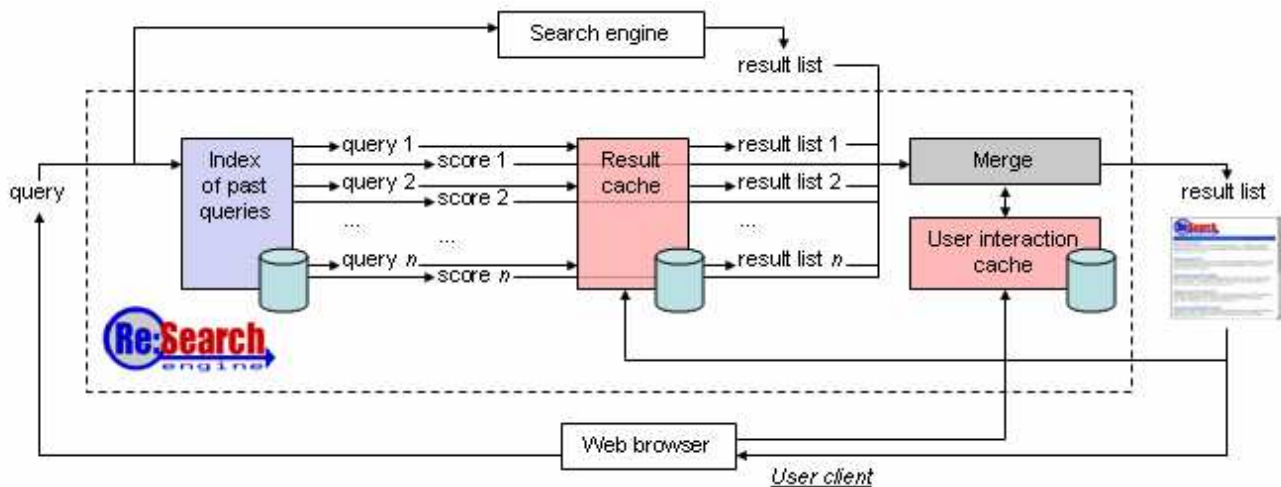 Search engine
result list
query
Index
of past
queries
query 1
score 1
query 2
score 2
...
...
query n
score n
Result
cache
result list 1
result list 2
...
result list n
Merge
User interaction
cache
result list
Re:Search
Re:Search
engine
Web browser
User client